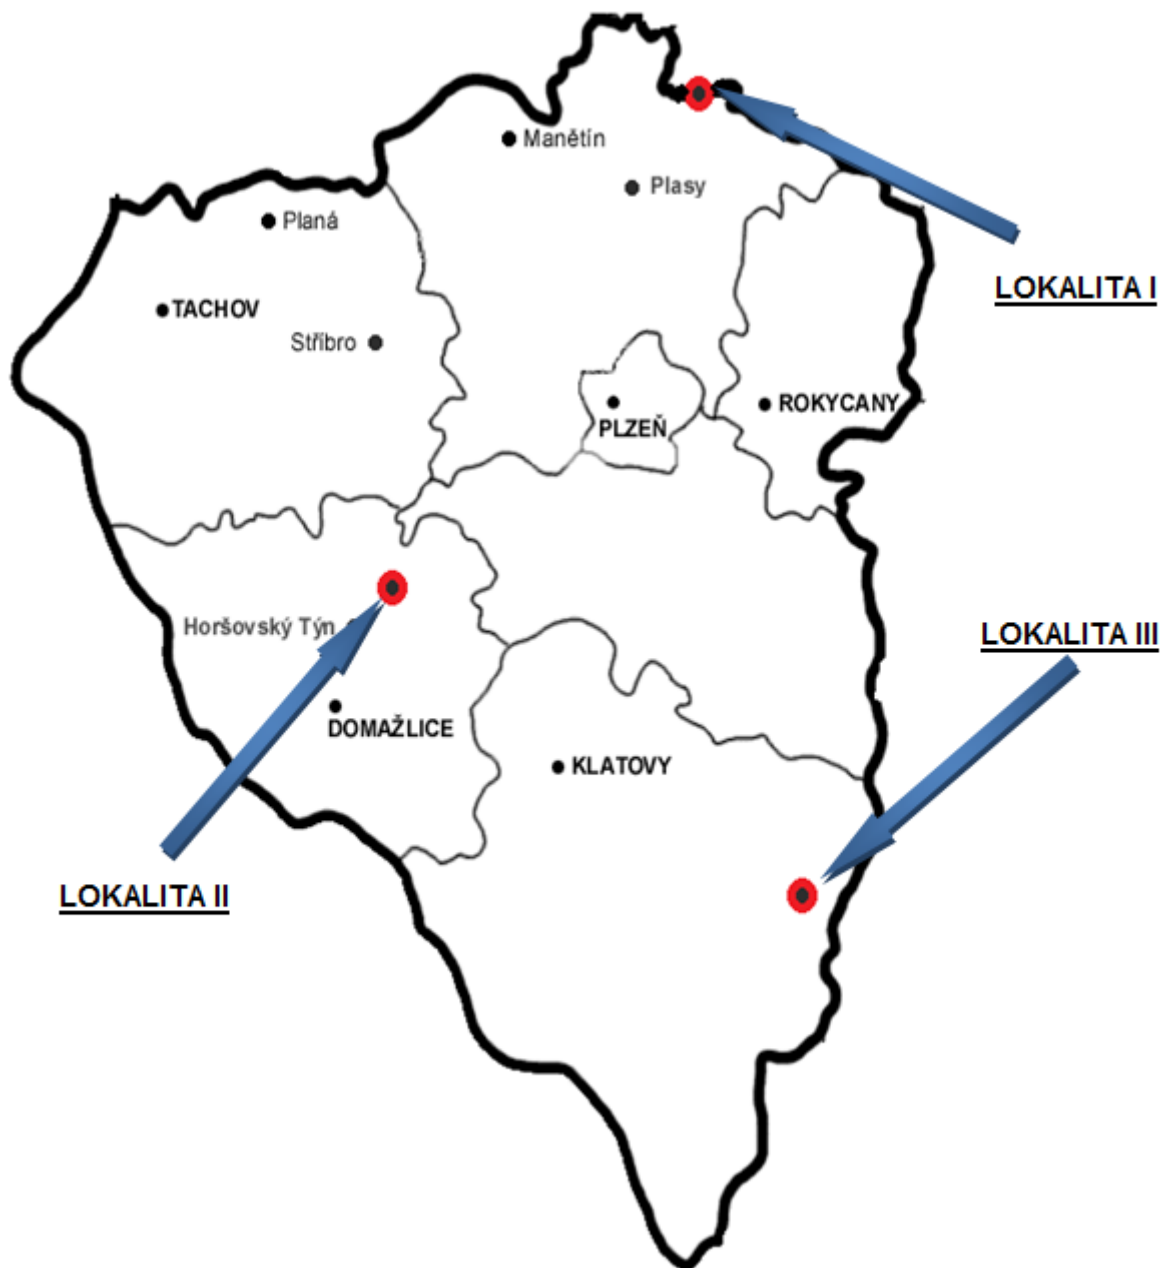 Manětín
Plasy
Planá
LOKALITA I
TACHOV
Stříbro
PLZEŇ
ROKYCANY
Horšovský Týn
LOKALITA III
DOMAŽLICE
KLATOVY
LOKALITA II